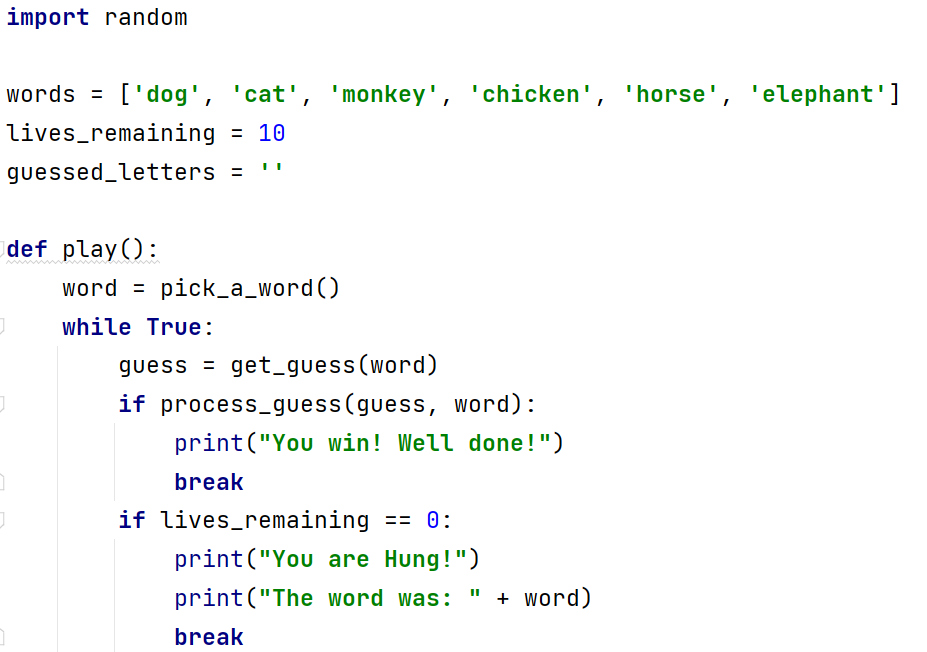 import random
words = ['dog', 'cat', 'monkey', 'chicken', 'horse', 'elephant']
lives_remaining = 10
guessed_letters = ''
def play():
    word = pick_a_word()
    while True:
        guess = get_guess(word)
        if process_guess(guess, word):
            print("You win! Well done!")
            break
        if lives_remaining == 0:
            print("You are Hung!")
            print("The word was: " + word)
            break